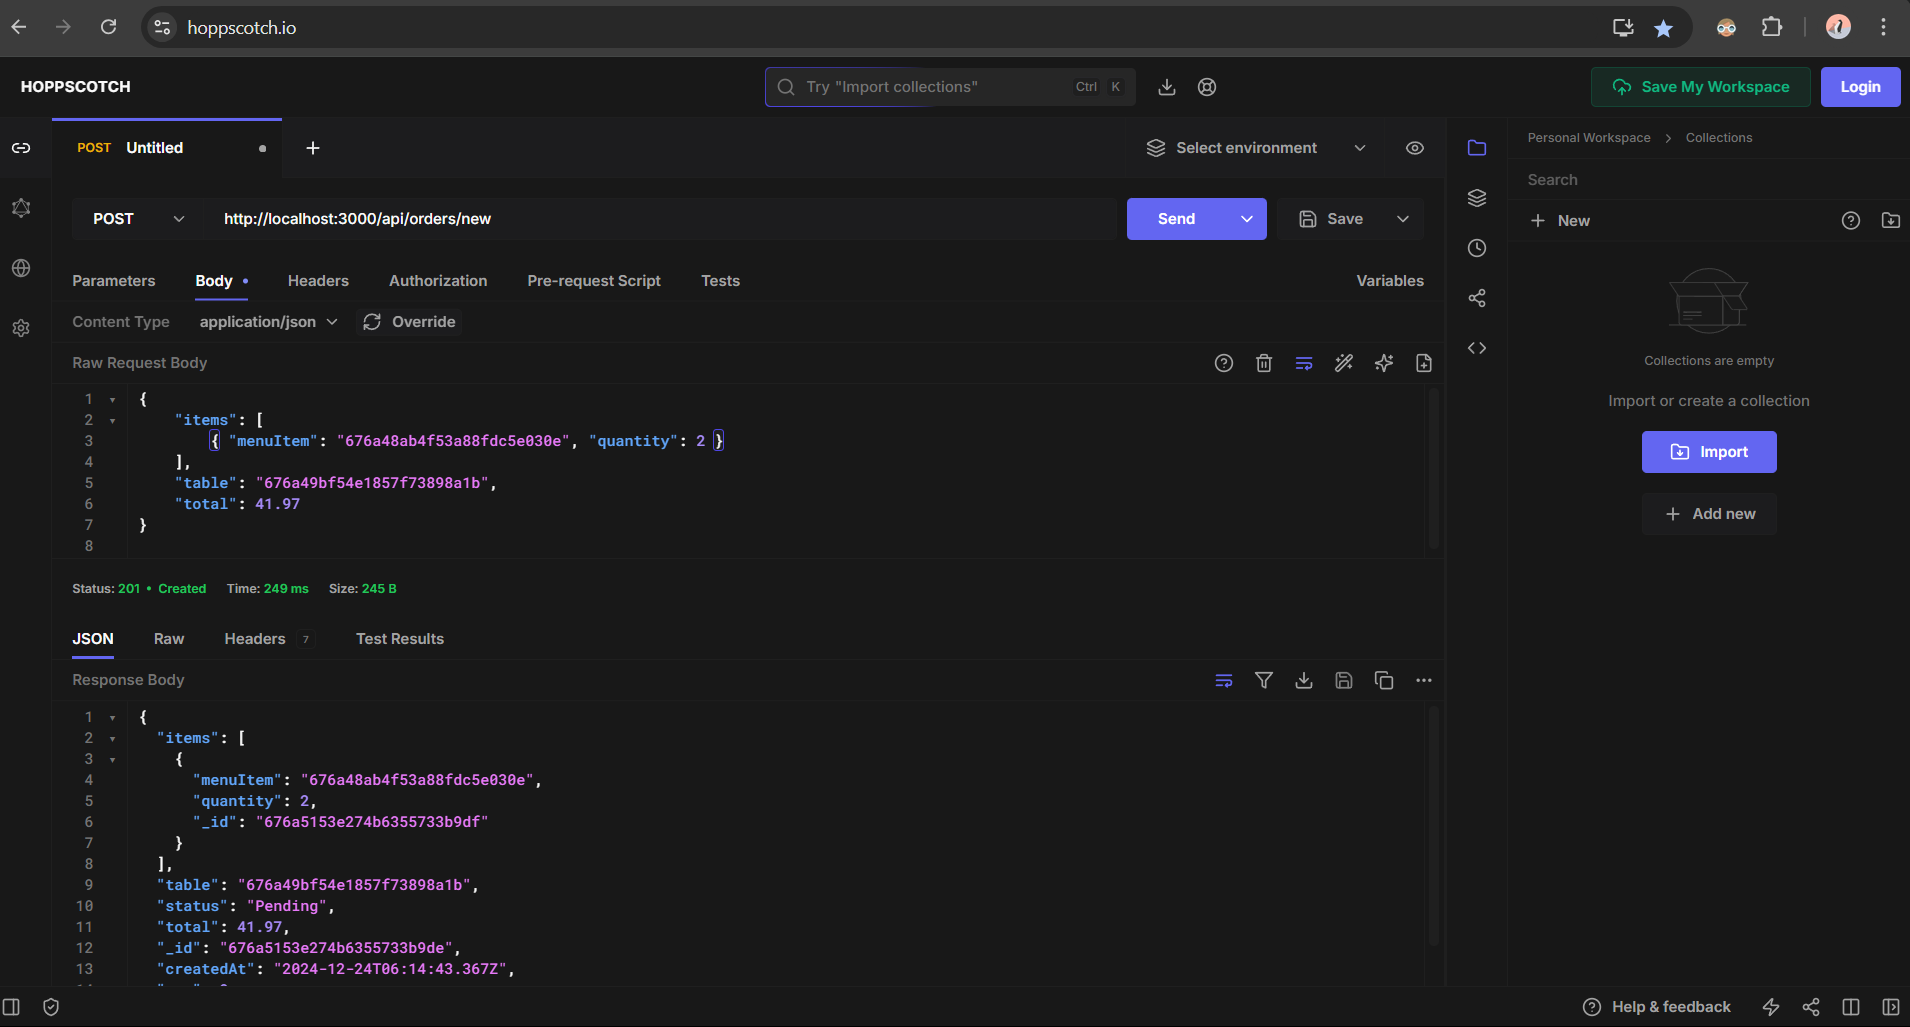 hoppscotch.io
HOPPSCOTCH
Try "Import collections"
Ctrl K
Save My Workspace
Login
POST Untitled
Select environment
POST
http://localhost:3000/api/orders/new
Send
Save
Parameters
Body
Headers
Authorization
Pre-request Script
Tests
Variables
Content Type application/json Override
Raw Request Body
1 {
2 "items": [
3 { "menuItem": "676a48ab4f53a88fdc5e030e", "quantity": 2 }
4 ],
5 "table": "676a49bf54e1857f73898a1b",
6 "total": 41.97
7 }
8
Status: 201 • Created Time: 249 ms Size: 245 B
JSON
Raw
Headers 7
Test Results
Response Body
1 {
2 "items": [
3 {
4 "menuItem": "676a48ab4f53a88fdc5e030e",
5 "quantity": 2,
6 "_id": "676a5153e274b6355733b9df"
7 }
8 ],
9 "table": "676a49bf54e1857f73898a1b",
10 "status": "Pending",
11 "total": 41.97,
12 "_id": "676a5153e274b6355733b9de",
13 "createdAt": "2024-12-24T06:14:43.367Z",
Personal Workspace > Collections
Search
+ New
Collections are empty
Import or create a collection
Import
+ Add new
Help & feedback